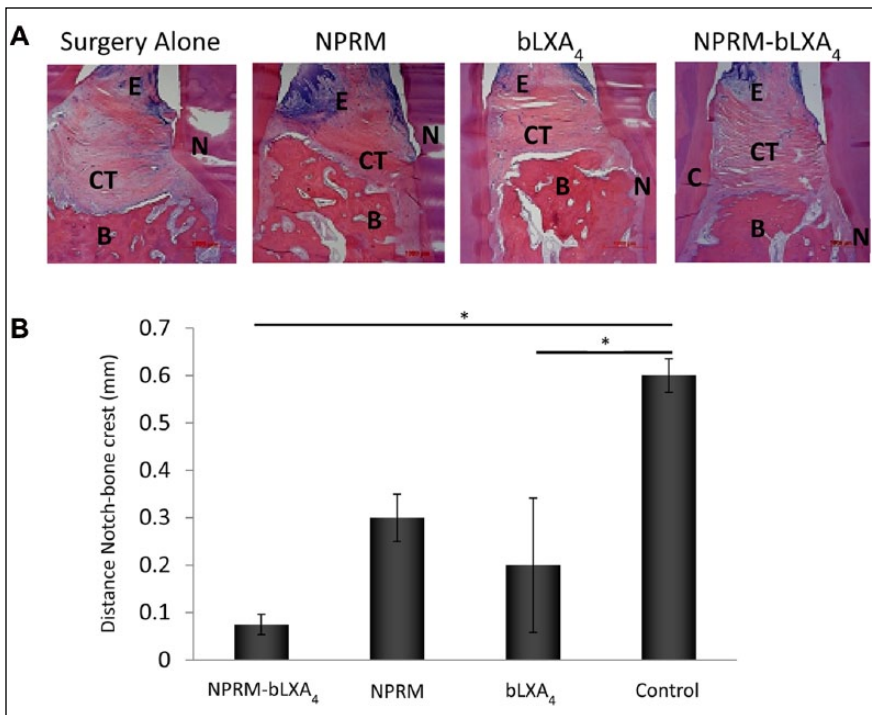 A
Surgery Alone
NPRM
bLXA₄
NPRM-bLXA₄
E
N
CT
B
E
N
CT
B
E
CT
B
N
E
CT
C
B
N
B
Distance Notch-bone crest (mm)
0.7
0.6
0.5
0.4
0.3
0.2
0.1
0
*
*
NPRM-bLXA₄
NPRM
bLXA₄
Control